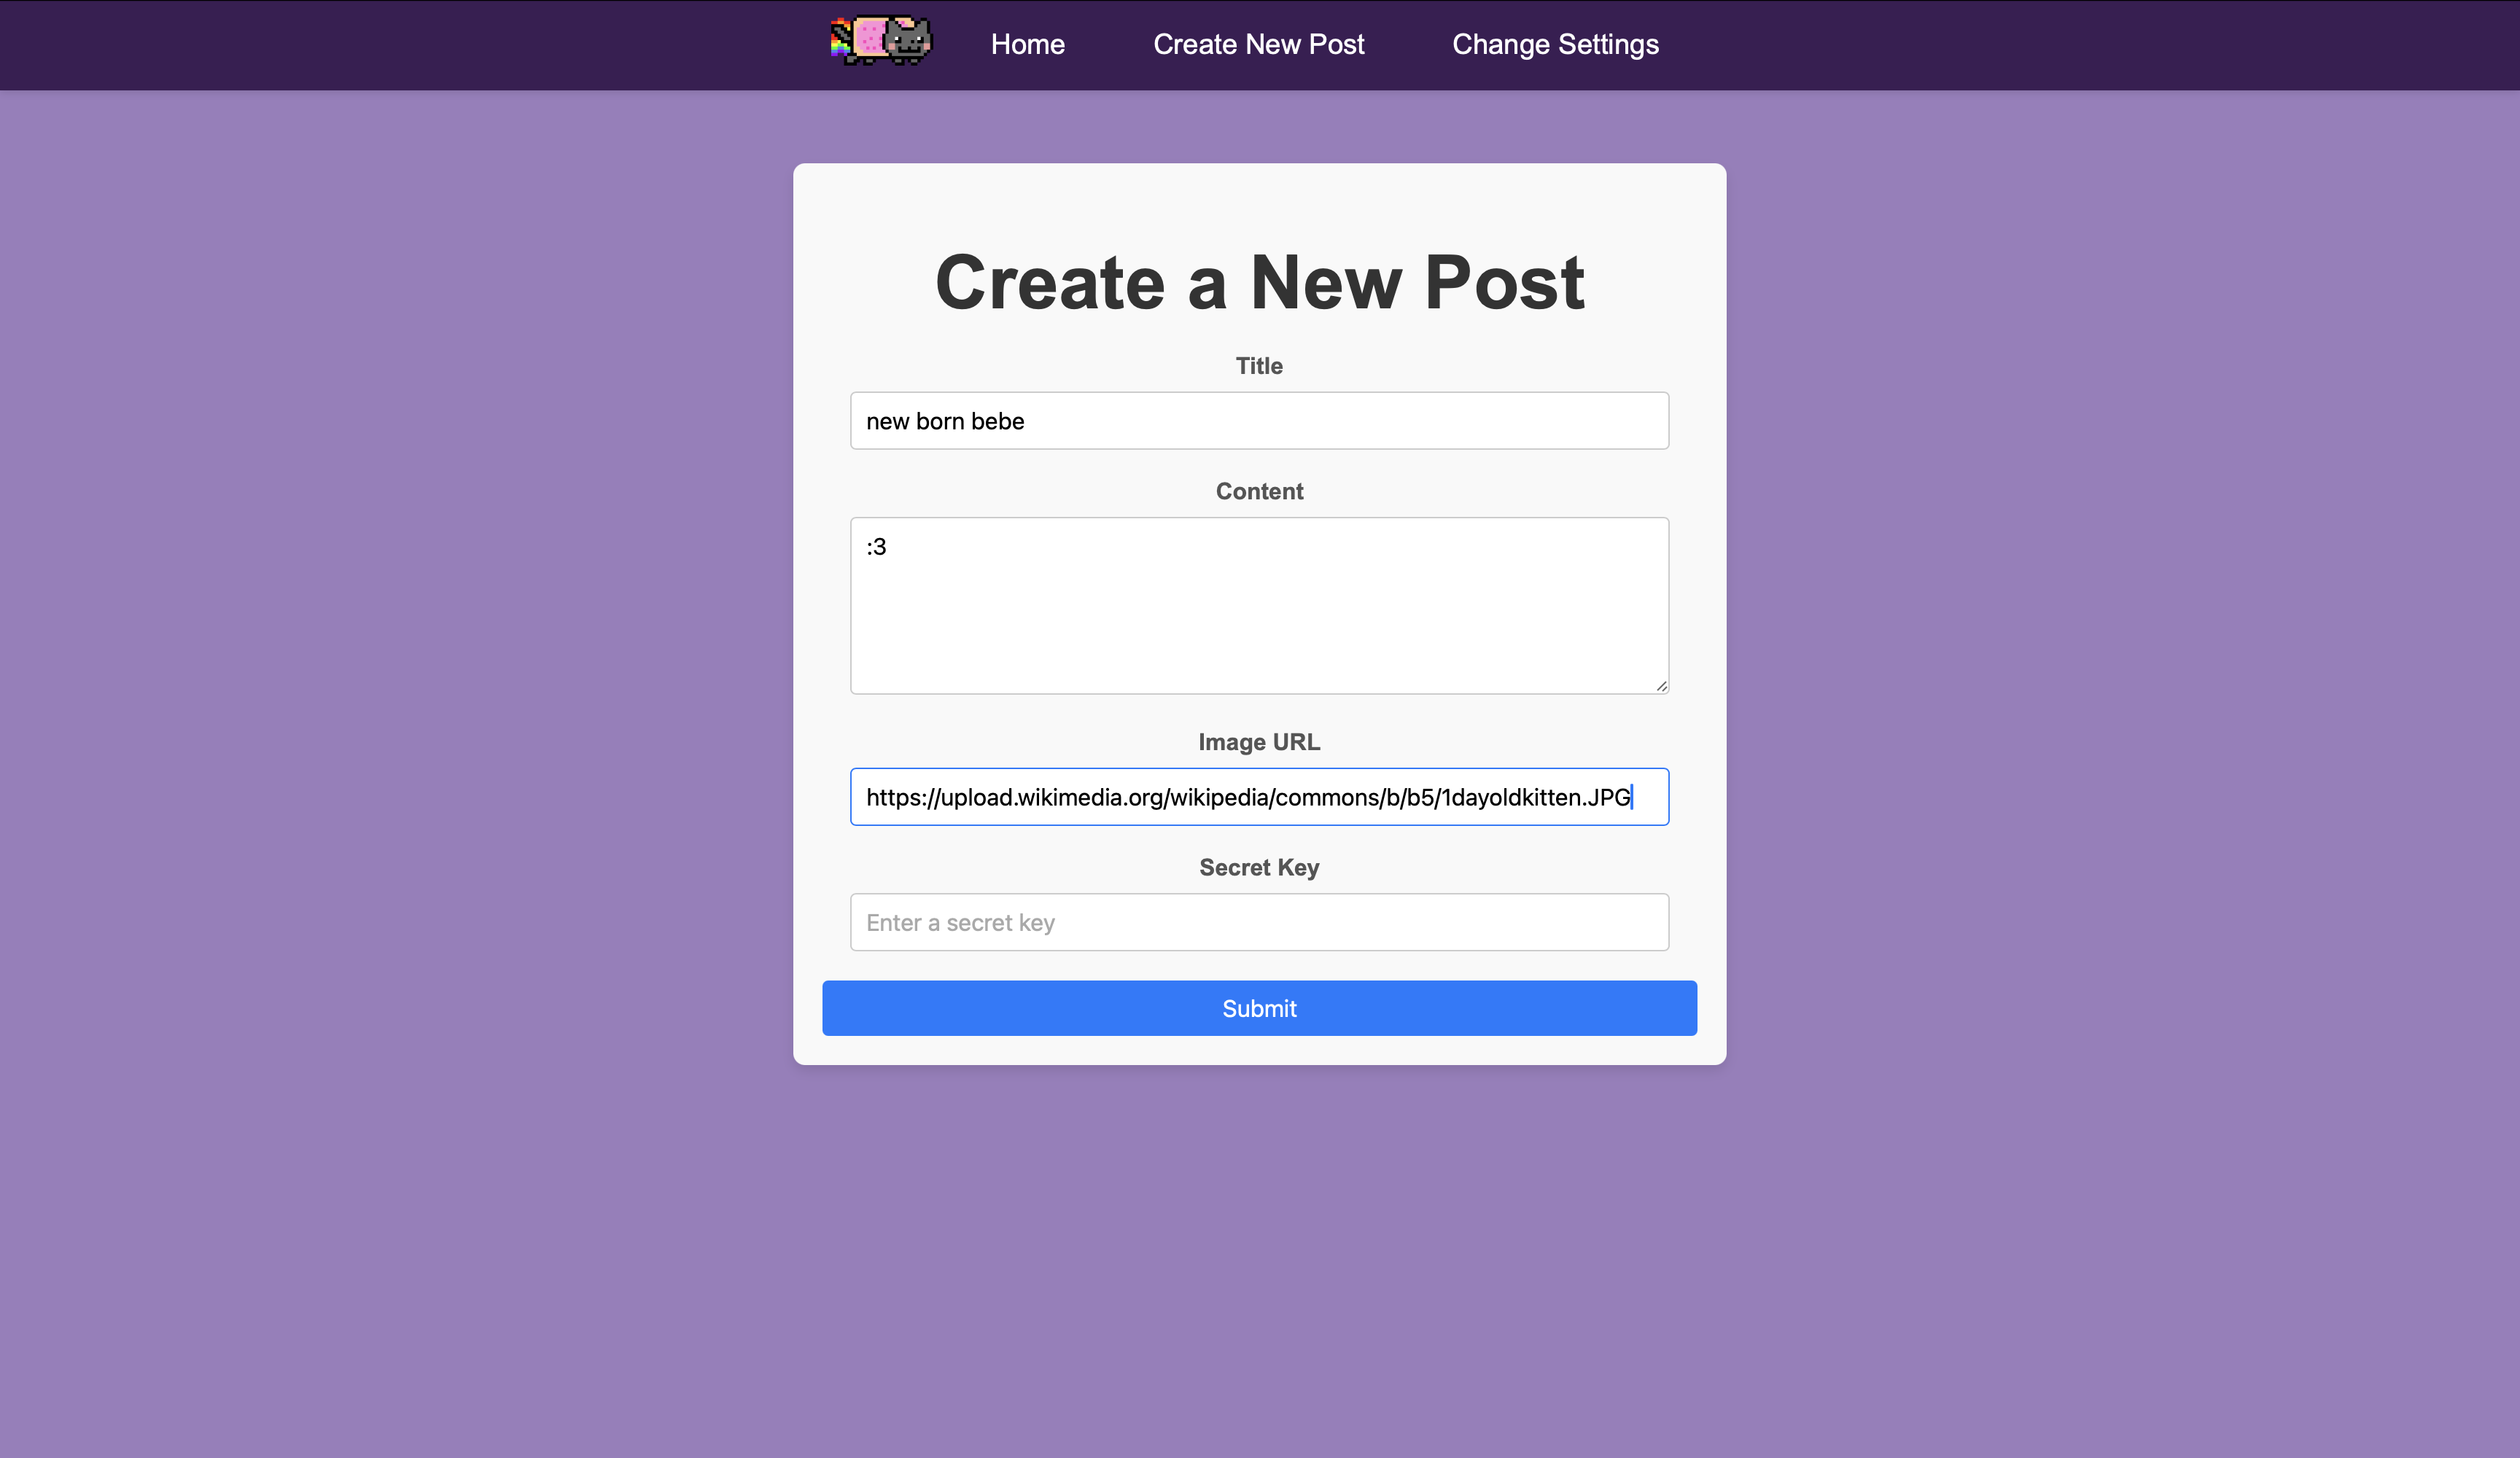 Home
Create New Post
Change Settings
Create a New Post
Title
new born bebe
Content
:3
Image URL
https://upload.wikimedia.org/wikipedia/commons/b/b5/1dayoldkitten.JPG
Secret Key
Enter a secret key
Submit